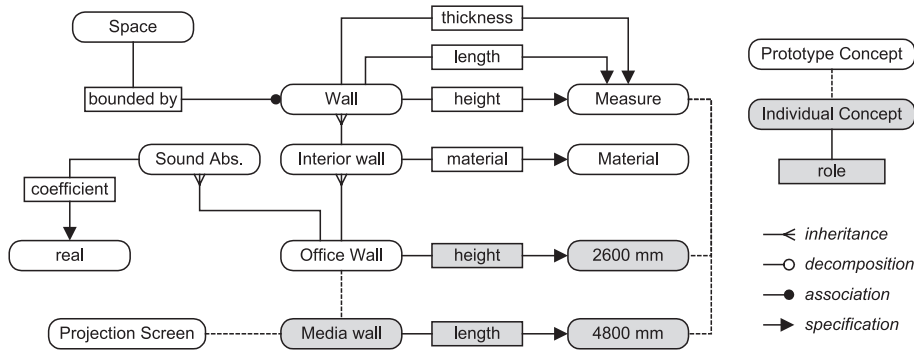 thickness
Space
length
Prototype Concept
bounded by
Wall
height
Measure
Individual Concept
Sound Abs.
Interior wall
material
Material
role
coefficient
real
Office Wall
height
2600 mm
inheritance
decomposition
association
Projection Screen
Media wall
length
4800 mm
specification